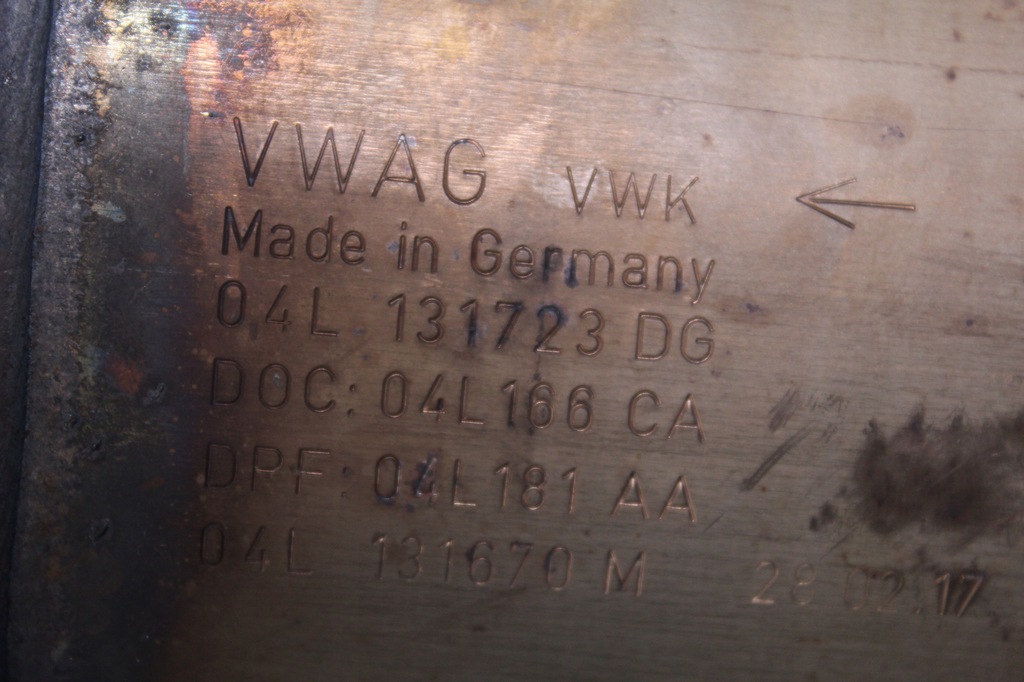 VWAG VWK ←
Made in Germany
04L 131723 DG
DOC: 04L166 CA
DPF: 04L181 AA
04L 131670 M 28.02.17